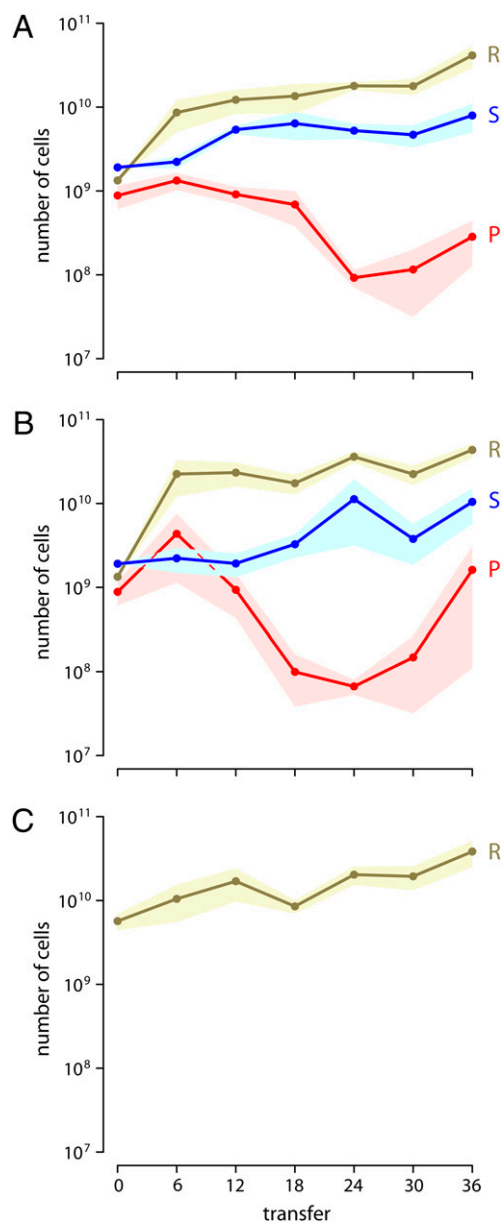 A
10¹¹
R
10¹⁰
S
10⁹
P
10⁸
10⁷
number of cells
B
10¹¹
R
10¹⁰
S
10⁹
P
10⁸
10⁷
number of cells
C
10¹¹
R
10¹⁰
10⁹
10⁸
10⁷
number of cells
0 6 12 18 24 30 36
transfer